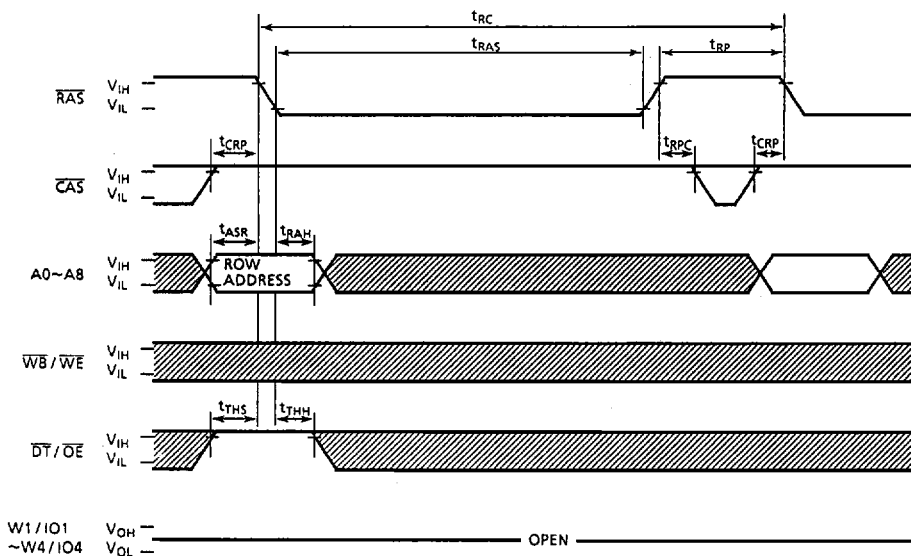 tRC
tRAS tRP
RAS VIH
VIL
tCRP tRPC tCRP
CAS VIH
VIL
tASR tRAH
A0~A8 VIH
VIL
ROW
ADDRESS
WB/WE VIH
VIL
tTHS tTHH
DT/OE VIH
VIL
W1/IO1 VOH
~W4/IO4 VOL
OPEN